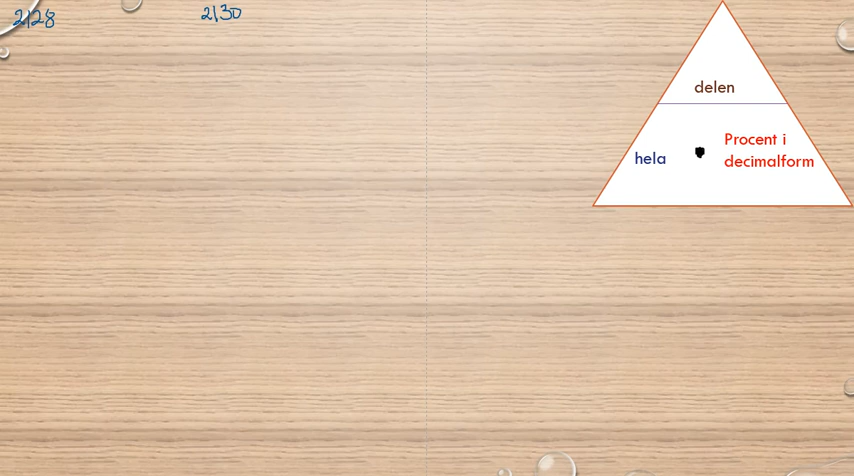 2128
2130
delen
hela
Procent i
decimalform